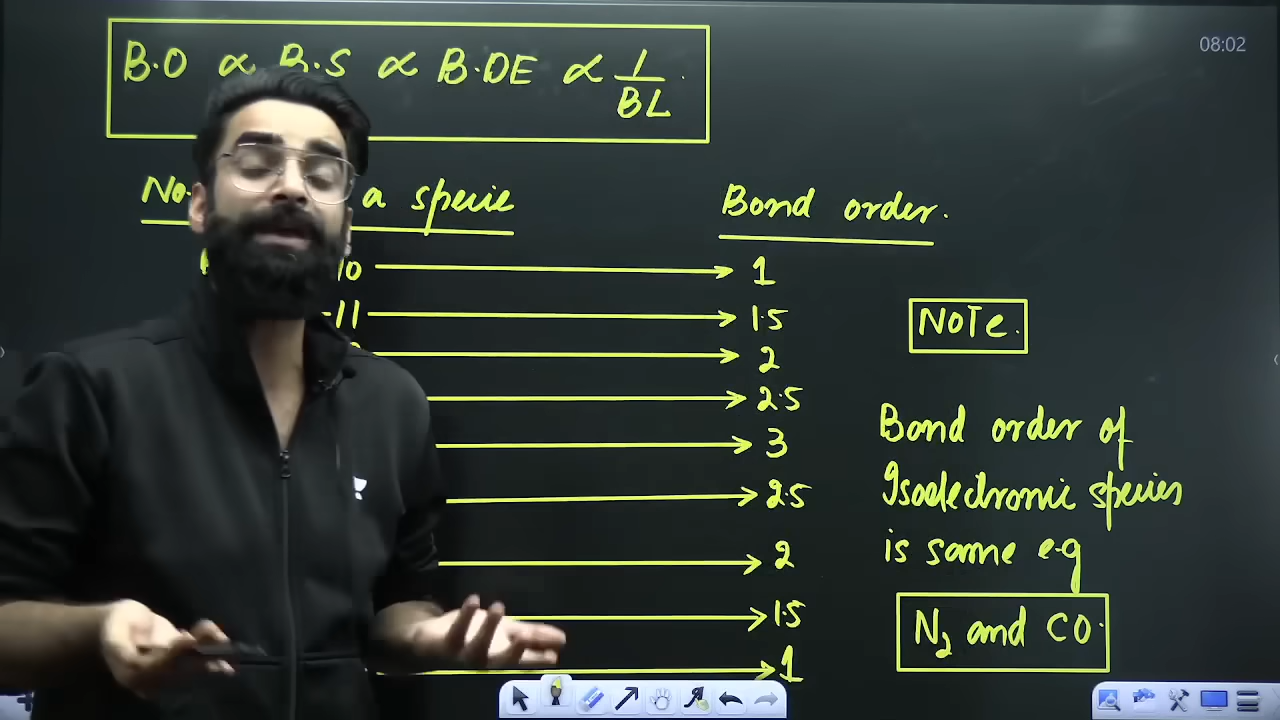 08:02
B.O ∝ B.S ∝ B.DE ∝ 1/BL
No. a specie
Bond order.
10 → 1
-11 → 1.5
→ 2
→ 2.5
→ 3
→ 2.5
→ 2
→ 1.5
→ 1
NoTe.
Bond order of
Isoelectronic species
is same e.g
N₂ and CO.